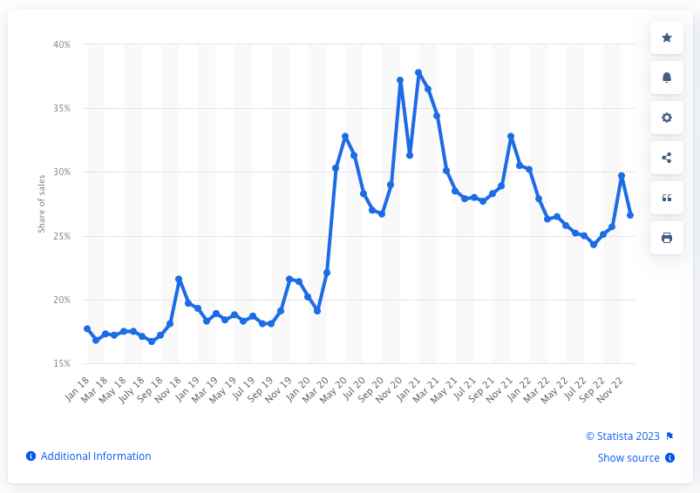 40%
35%
30%
25%
20%
15%
Share of sales
Jan 18
Mar 18
May 18
July 18
Sep 18
Nov 18
Jan 19
Mar 19
May 19
Jul 19
Sep 19
Nov 19
Jan 20
Mar 20
May 20
Jul 20
Sep 20
Nov 20
Jan 21
Mar 21
May 21
Jul 21
Sep 21
Nov 21
Jan 22
Mar 22
May 22
Jul 22
Sep 22
Nov 22
© Statista 2023
Additional Information
Show source